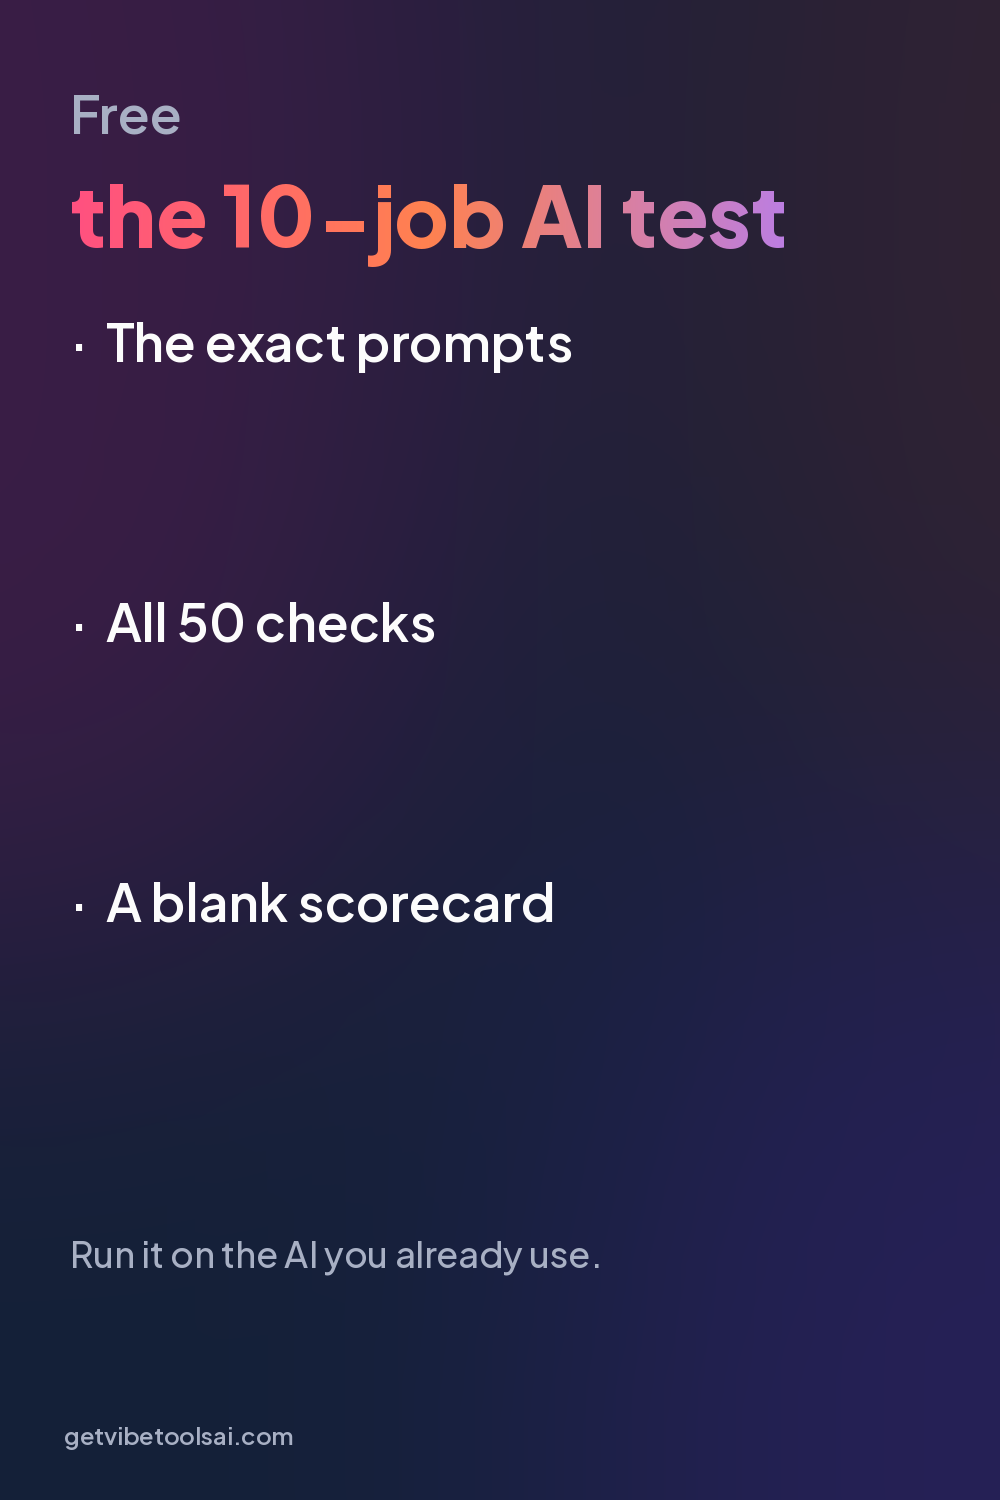 Free
the 10-job AI test
· The exact prompts
· All 50 checks
· A blank scorecard
Run it on the AI you already use.
getvibetoolsai.com